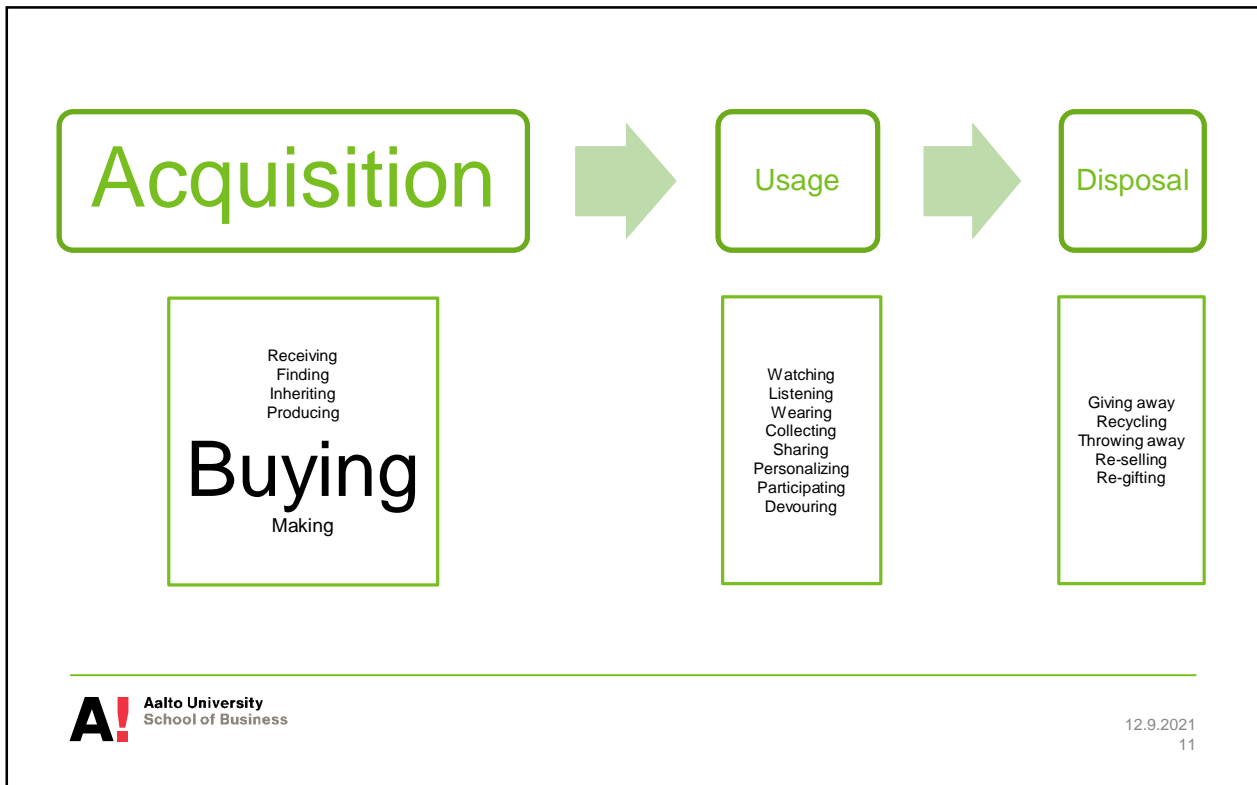 Acquisition
Usage
Disposal
Receiving
Finding
Inheriting
Producing
Buying
Making
Watching
Listening
Wearing
Collecting
Sharing
Personalizing
Participating
Devouring
Giving away
Recycling
Throwing away
Re-selling
Re-gifting
A!
Aalto University
School of Business
12.9.2021
11